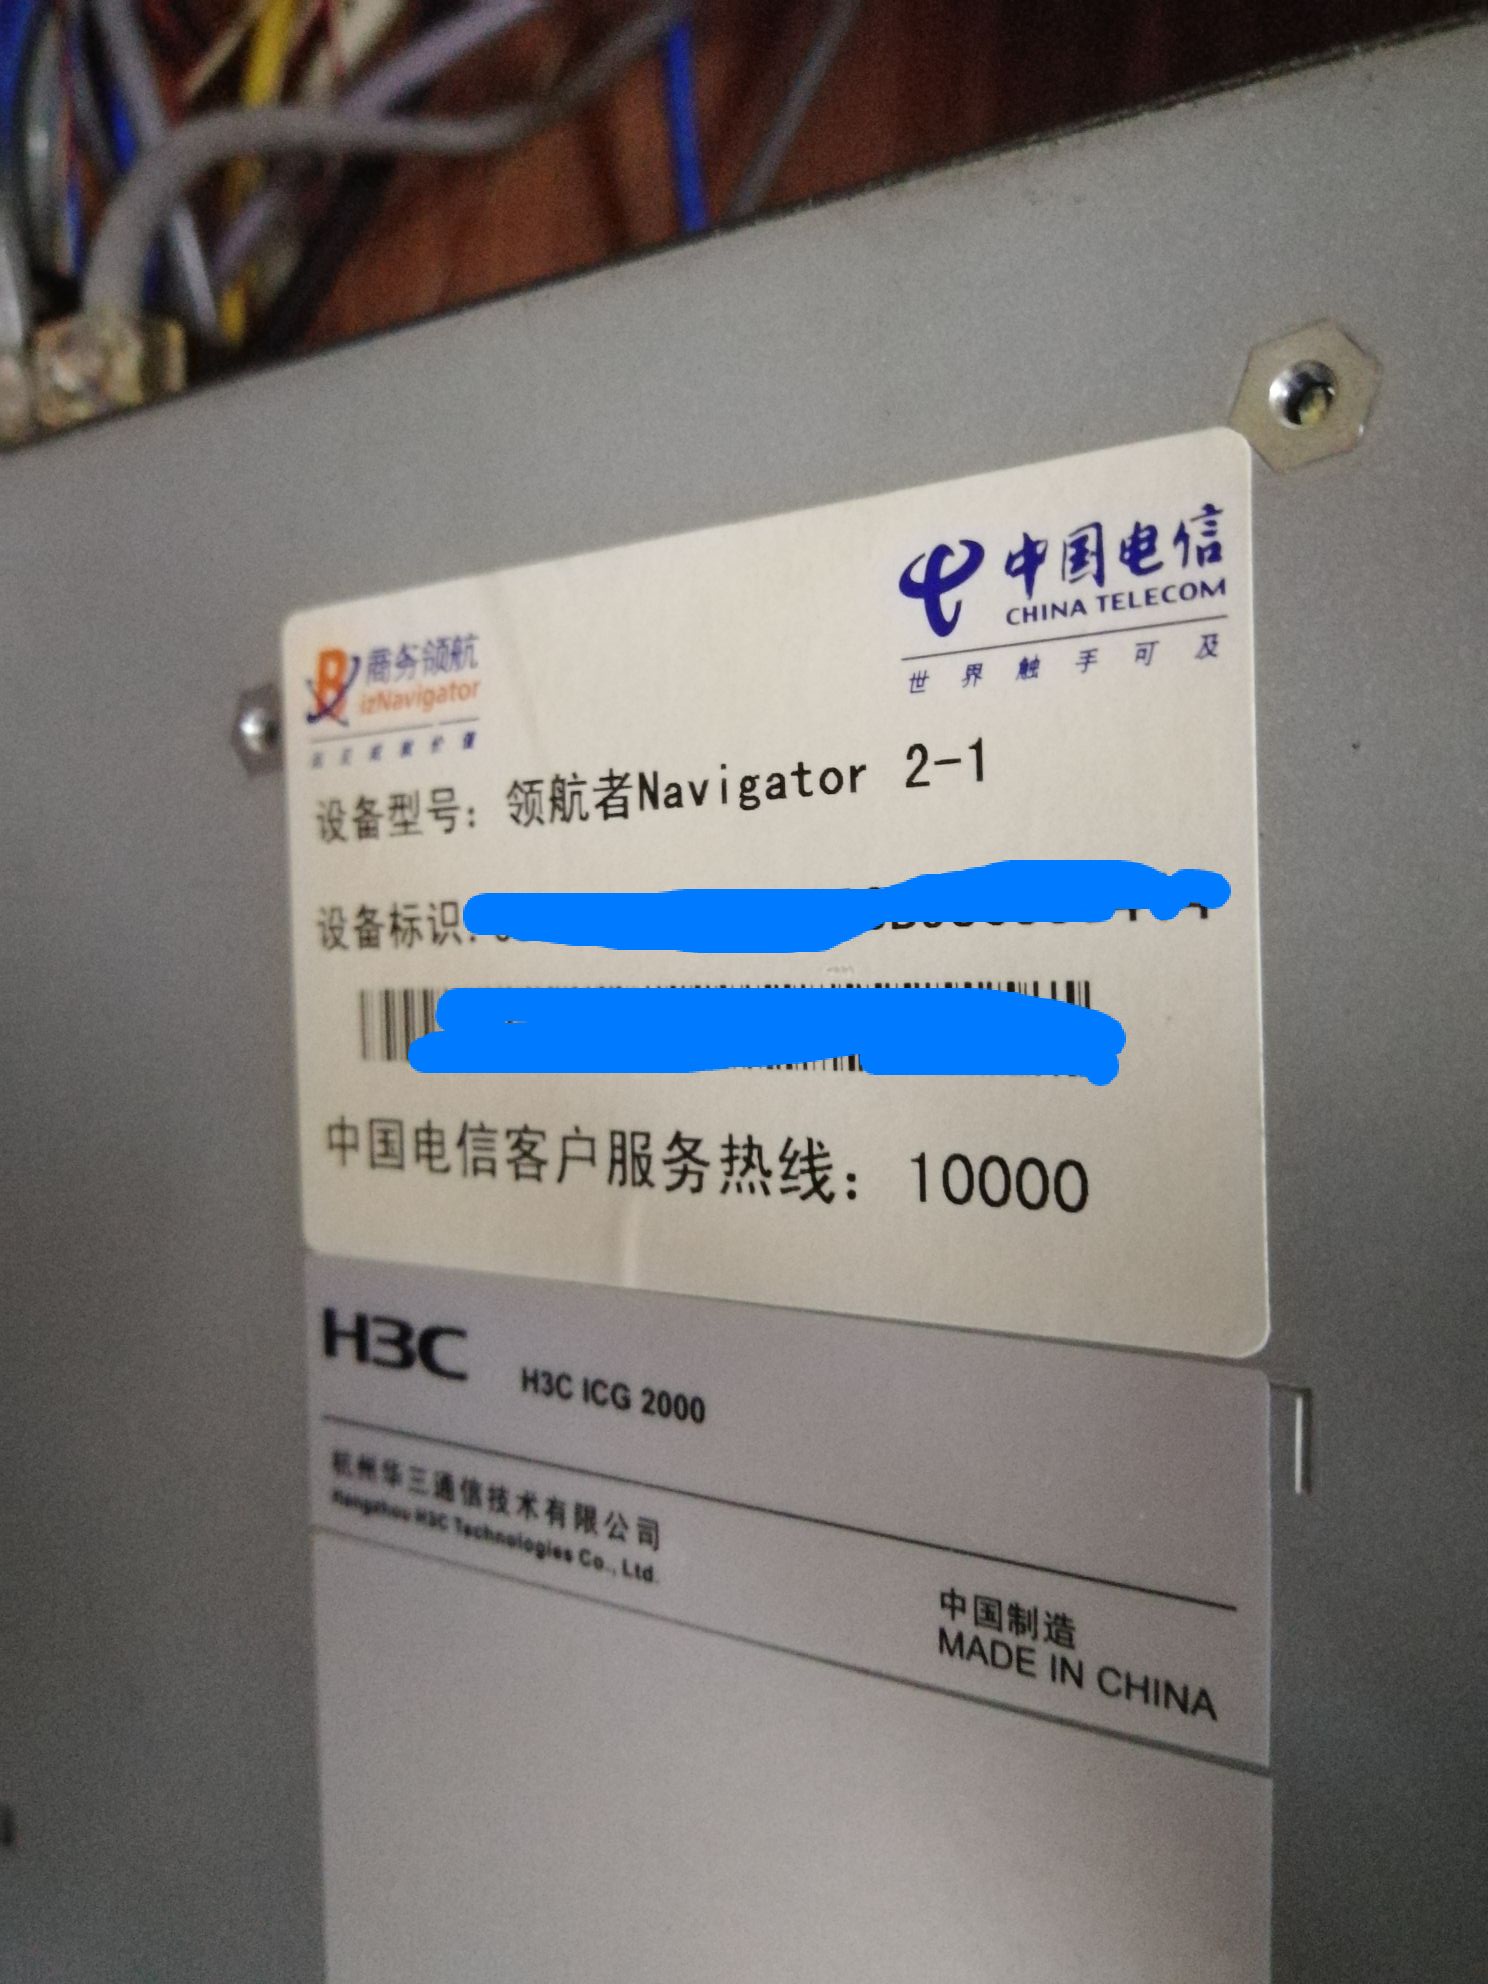 商务领航
BizNavigator
中国电信
CHINA TELECOM
世界触手可及
设备型号：领航者Navigator 2-1
设备标识：
中国电信客户服务热线：10000
H3C H3C ICG 2000
杭州华三通信技术有限公司
Hangzhou H3C Technologies Co., Ltd.
中国制造
MADE IN CHINA